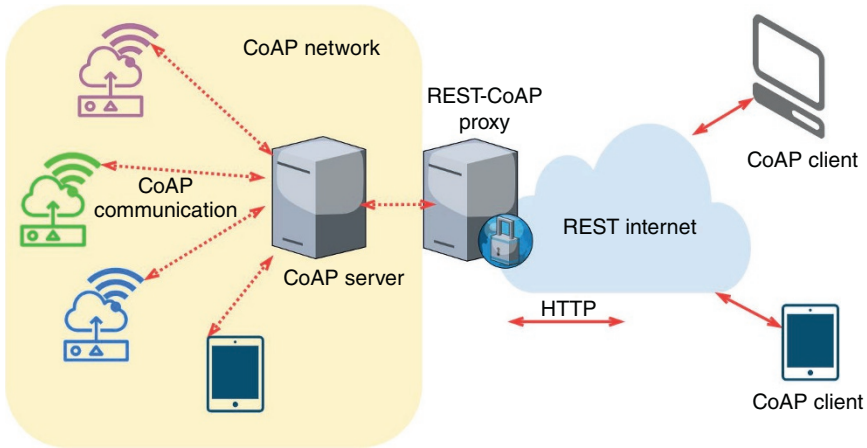 CoAP network
REST-CoAP
proxy
CoAP client
CoAP
communication
REST internet
CoAP server
HTTP
CoAP client